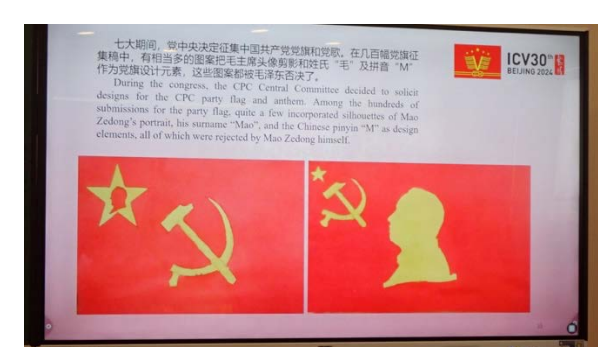 七大期间，党中央决定征集中国共产党党旗和党歌。在几百幅党旗征
集稿中，有相当多的图案把毛主席头像剪影和姓氏“毛”及拼音“M”
作为党旗设计元素，这些图案都被毛泽东否决了。
During the congress, the CPC Central Committee decided to solicit
designs for the CPC party flag and anthem. Among the hundreds of
submissions for the party flag, quite a few incorporated silhouettes of Mao
Zedong's portrait, his surname “Mao”, and the Chinese pinyin “M” as design
elements, all of which were rejected by Mao Zedong himself.
ICV30th
BEIJING 2024